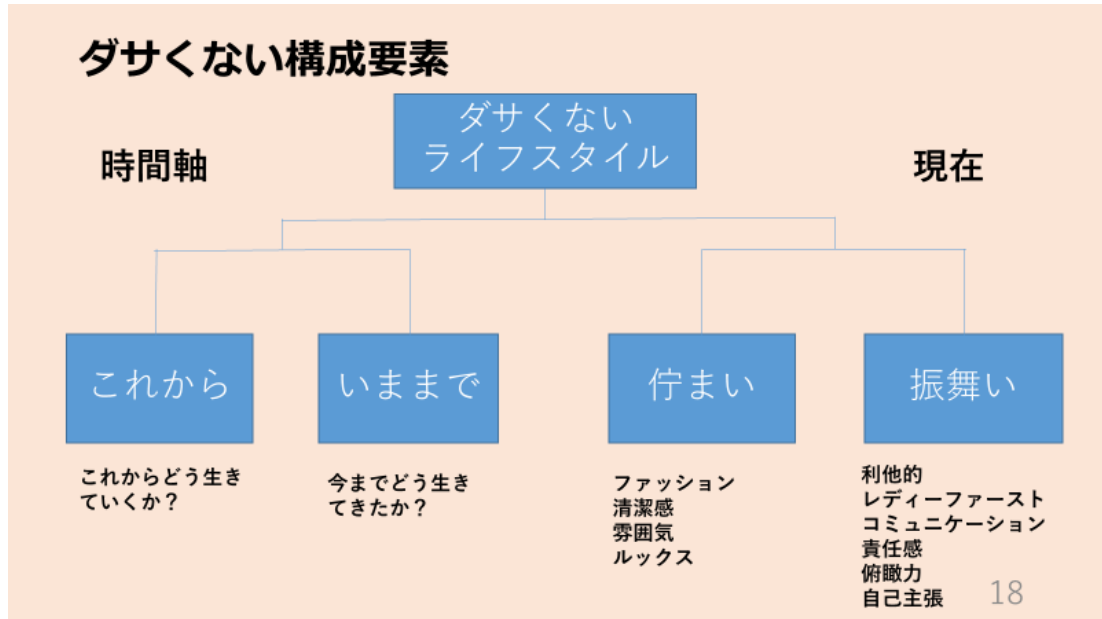 ダサくない構成要素
ダサくない
ライフスタイル
時間軸
現在
これから
いままで
佇まい
振舞い
これからどう生き
ていくか？
今までどう生き
てきたか？
ファッション
清潔感
雰囲気
ルックス
利他的
レディーファースト
コミュニケーション
責任感
俯瞰力
自己主張
18